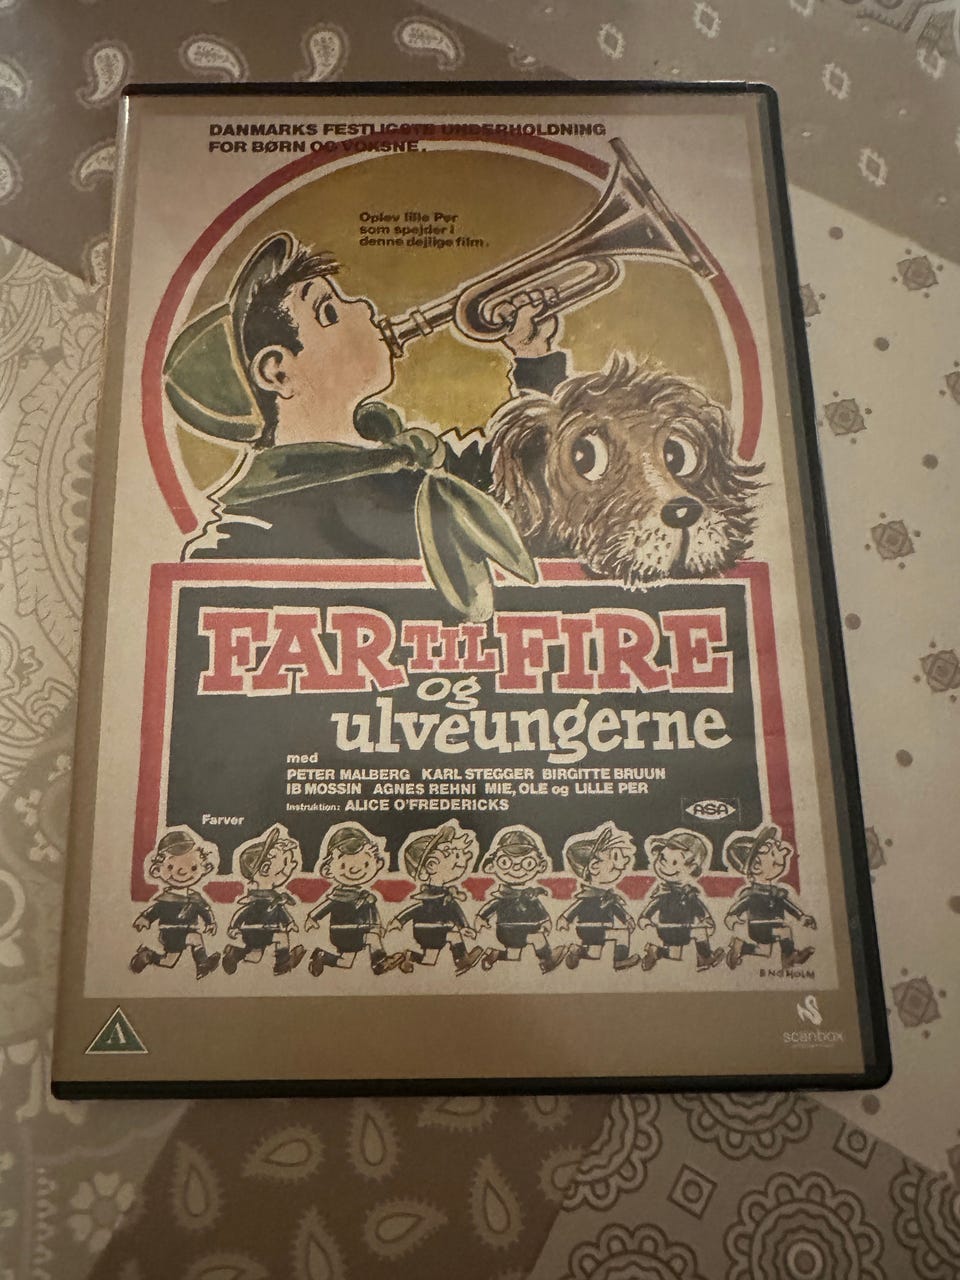 DANMARKS FESTLIGSTE UNDERHOLDNING
FOR BØRN OG VOKSNE.
Oplev lille Per
som spejder i
denne dejlige film.
FAR TIL FIRE
og
ulveungerne
med
PETER MALBERG KARL STEGGER BIRGITTE BRUUN
IB MOSSIN AGNES REHNI MIE, OLE og LILLE PER
Instruktion: ALICE O'FREDERICKS
ASA
Farver
ENGHOLM
A
scanbox